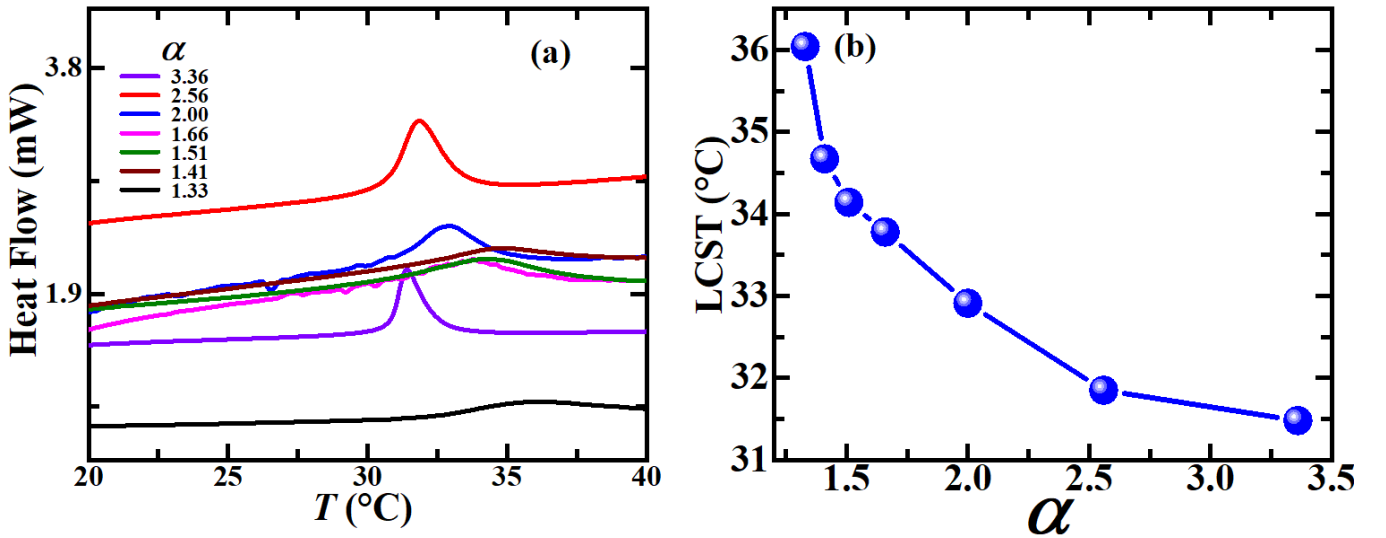 (a)
α
3.36
2.56
2.00
1.66
1.51
1.41
1.33
3.8
1.9
Heat Flow (mW)
20 25 30 35 40
T (°C)
(b)
36
35
34
33
32
31
LCST (°C)
1.5 2.0 2.5 3.0 3.5
α